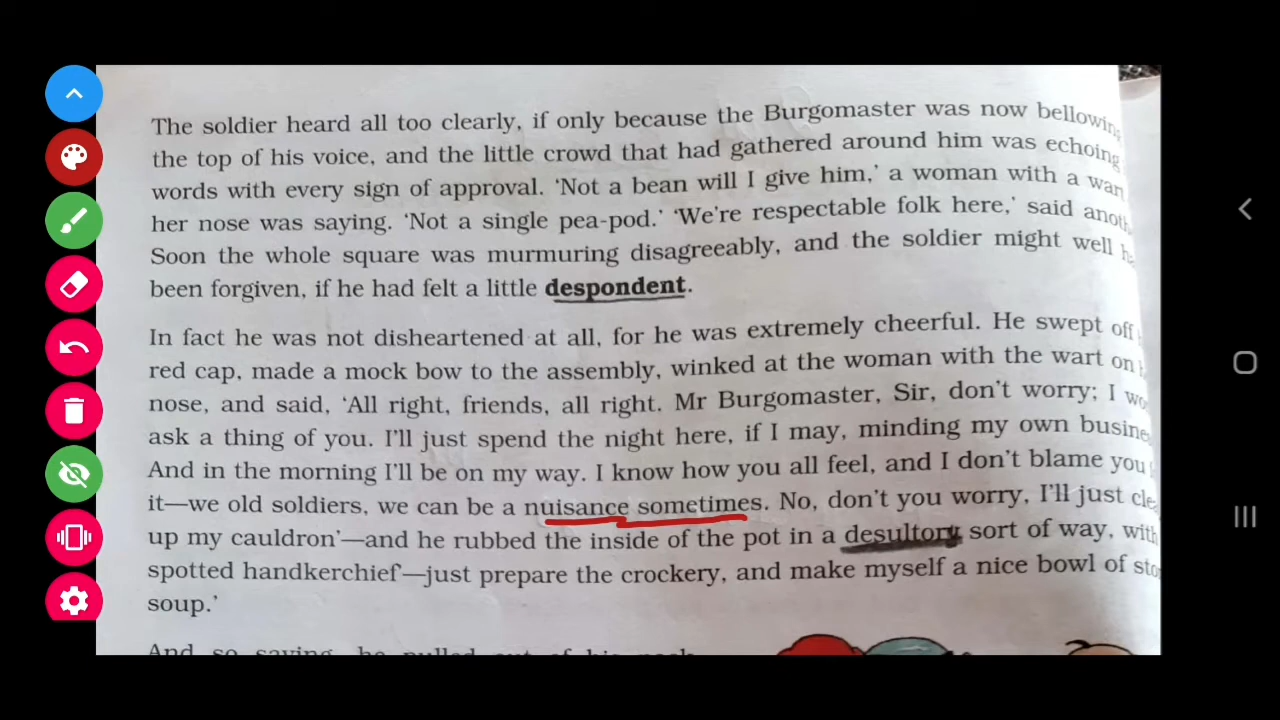 The soldier heard all too clearly, if only because the Burgomaster was now
the top of his voice, and the little crowd that had gathered around him was echoing
words with every sign of approval. ‘Not a bean will I give him,’ a woman with a
her nose was saying. ‘Not a single pea-pod.’ ‘We’re respectable folk here,’ said
Soon the whole square was murmuring disagreeably, and the soldier might well
been forgiven, if he had felt a little despondent.
In fact he was not disheartened at all, for he was extremely cheerful. He swept off
red cap, made a mock bow to the assembly, winked at the woman with the wart on
nose, and said, ‘All right, friends, all right. Mr Burgomaster, Sir, don’t worry; I
ask a thing of you. I’ll just spend the night here, if I may, minding my own
And in the morning I’ll be on my way. I know how you all feel, and I don’t blame you
it—we old soldiers, we can be a nuisance sometimes. No, don’t you worry, I’ll just
up my cauldron’—and he rubbed the inside of the pot in a desultory sort of way, with
spotted handkerchief—just prepare the crockery, and make myself a nice bowl of
soup.’
And so saying, he pulled out of his